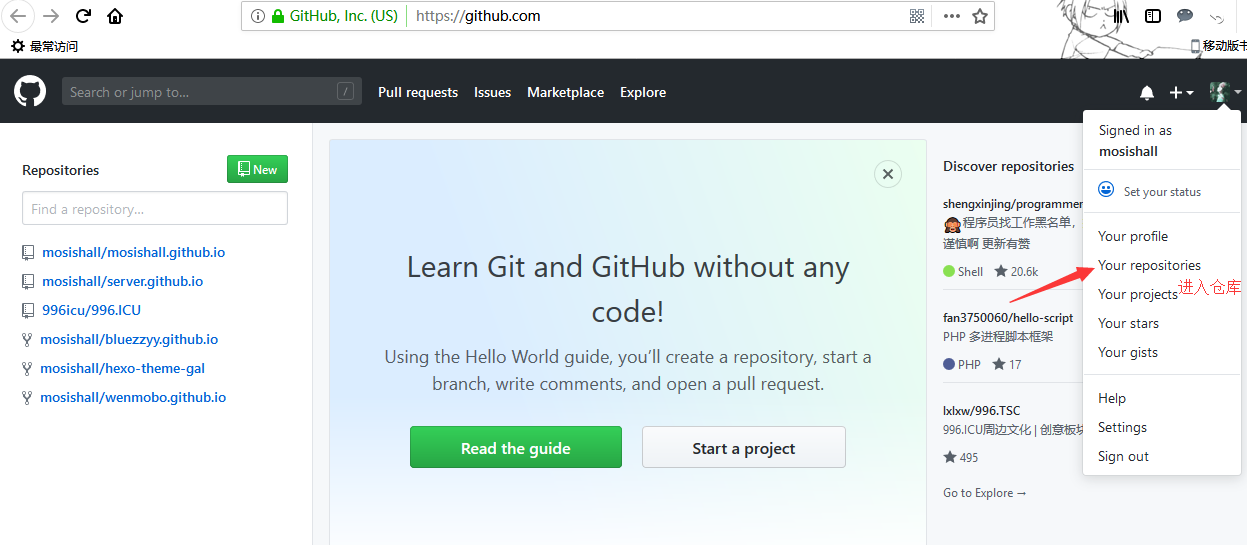 GitHub, Inc. (US)
https://github.com
最常访问
移动版书
Search or jump to…
/
Pull requests
Issues
Marketplace
Explore
Repositories
New
Find a repository…
mosishall/mosishall.github.io
mosishall/server.github.io
996icu/996.ICU
mosishall/bluezzyy.github.io
mosishall/hexo-theme-gal
mosishall/wenmobo.github.io
Learn Git and GitHub without any
code!
Using the Hello World guide, you’ll create a repository, start a
branch, write comments, and open a pull request.
Read the guide
Start a project
Discover repositories
shengxinjing/programmer
程序员找工作黑名单，
谨慎啊 更新有赞
Shell
20.6k
fan3750060/hello-script
PHP 多进程脚本框架
PHP
17
lxlxw/996.TSC
996.ICU周边文化 | 创意板块
495
Go to Explore →
Signed in as
mosishall
Set your status
Your profile
Your repositories
进入仓库
Your projects
Your stars
Your gists
Help
Settings
Sign out